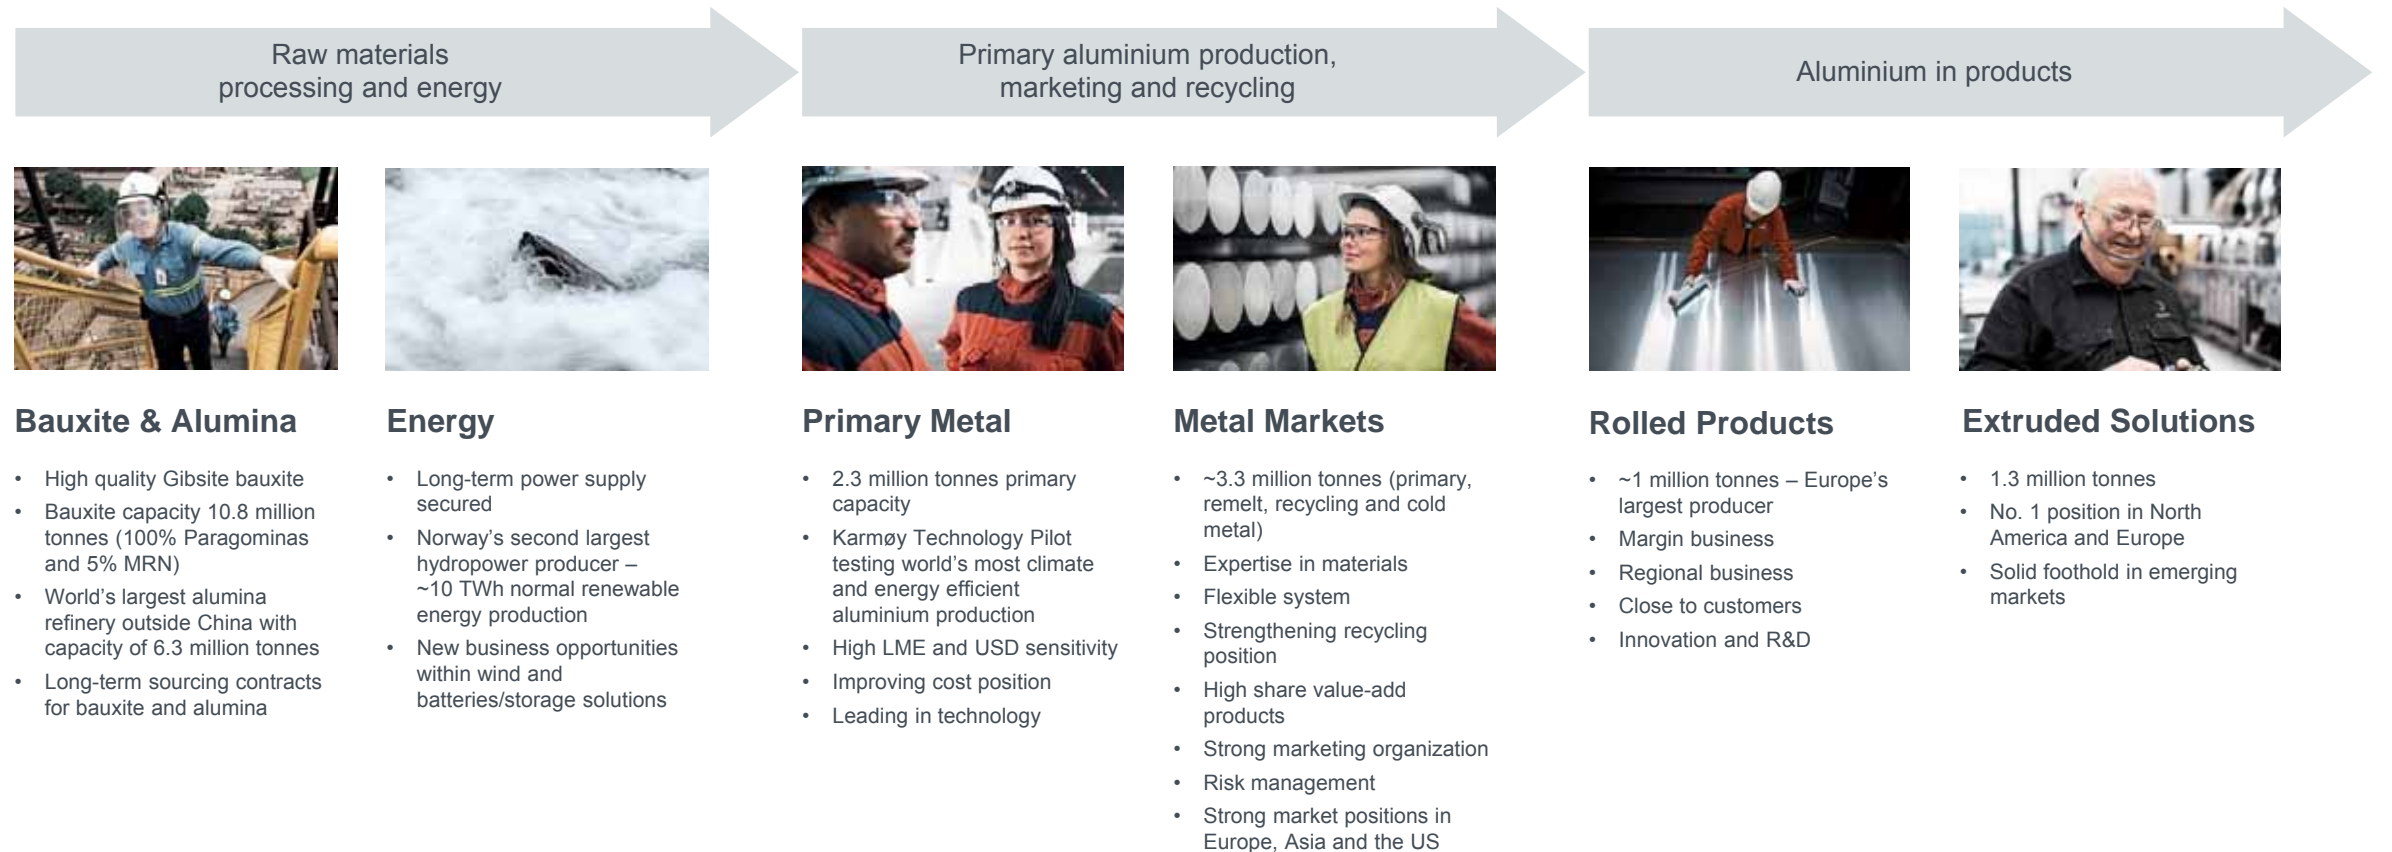 Raw materials
processing and energy
Primary aluminium production,
marketing and recycling
Aluminium in products
Bauxite & Alumina
• High quality Gibsite bauxite
• Bauxite capacity 10.8 million
tonnes (100% Paragominas
and 5% MRN)
• World's largest alumina
refinery outside China with
capacity of 6.3 million tonnes
• Long-term sourcing contracts
for bauxite and alumina
Energy
• Long-term power supply
secured
• Norway's second largest
hydropower producer –
~10 TWh normal renewable
energy production
• New business opportunities
within wind and
batteries/storage solutions
Primary Metal
• 2.3 million tonnes primary
capacity
• Karmøy Technology Pilot
testing world's most climate
and energy efficient
aluminium production
• High LME and USD sensitivity
• Improving cost position
• Leading in technology
Metal Markets
• ~3.3 million tonnes (primary,
remelt, recycling and cold
metal)
• Expertise in materials
• Flexible system
• Strengthening recycling
position
• High share value-add
products
• Strong marketing organization
• Risk management
• Strong market positions in
Europe, Asia and the US
Rolled Products
• ~1 million tonnes – Europe's
largest producer
• Margin business
• Regional business
• Close to customers
• Innovation and R&D
Extruded Solutions
• 1.3 million tonnes
• No. 1 position in North
America and Europe
• Solid foothold in emerging
markets